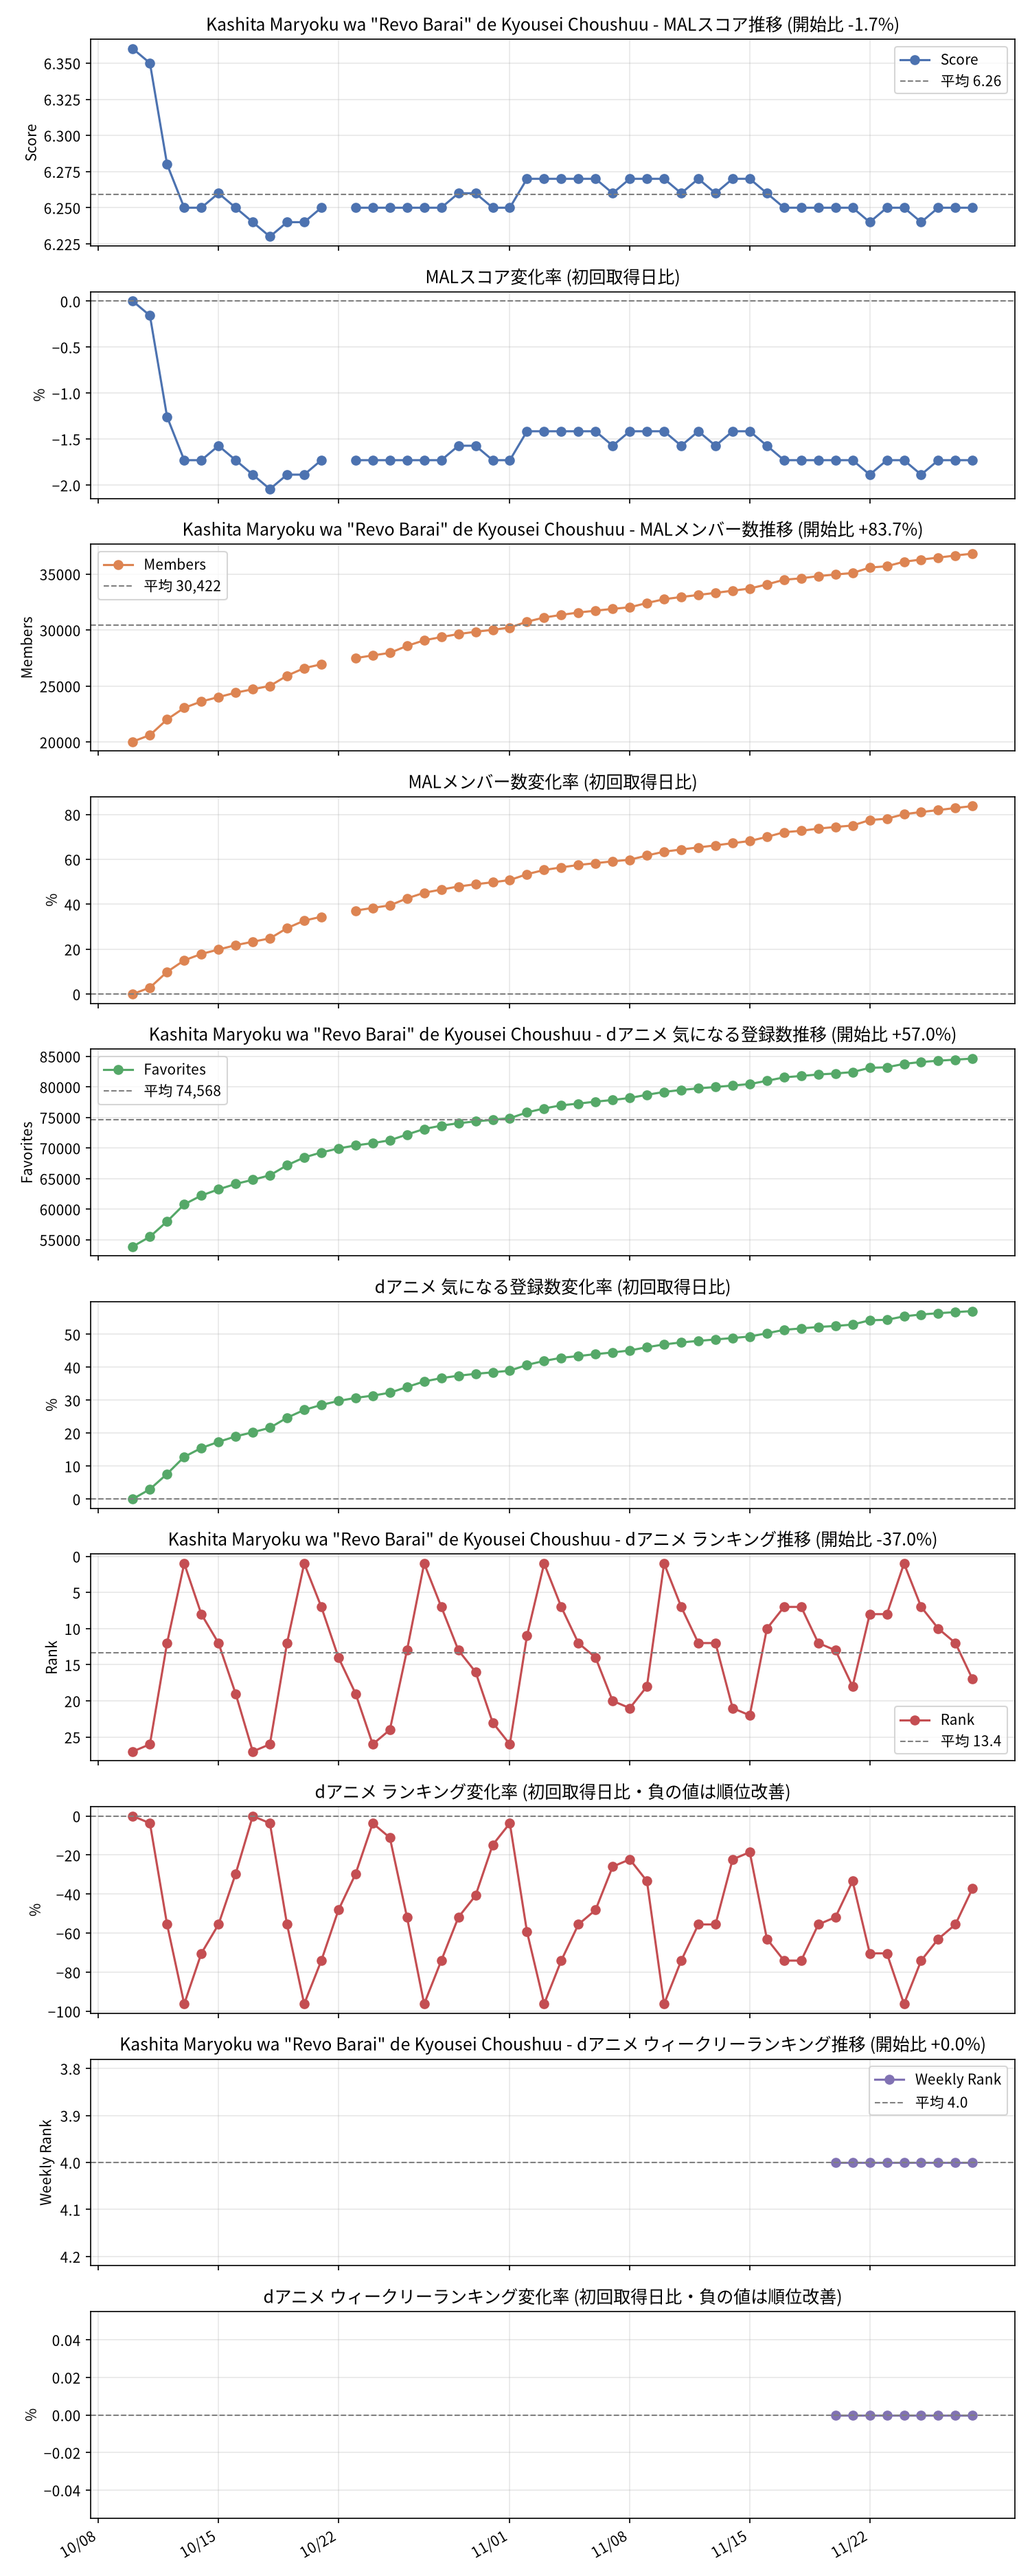 Kashita Maryoku wa "Revo Barai" de Kyousei Choushuu - MALスコア推移 (開始比 -1.7%)
6.350
6.325
6.300
6.275
6.250
6.225
Score
Score
平均 6.26
MALスコア変化率 (初回取得日比)
0.0
−0.5
−1.0
−1.5
−2.0
%
Kashita Maryoku wa "Revo Barai" de Kyousei Choushuu - MALメンバー数推移 (開始比 +83.7%)
35000
30000
25000
20000
Members
Members
平均 30,422
MALメンバー数変化率 (初回取得日比)
80
60
40
20
0
%
Kashita Maryoku wa "Revo Barai" de Kyousei Choushuu - dアニメ 気になる登録数推移 (開始比 +57.0%)
85000
80000
75000
70000
65000
60000
55000
Favorites
Favorites
平均 74,568
dアニメ 気になる登録数変化率 (初回取得日比)
50
40
30
20
10
0
%
Kashita Maryoku wa "Revo Barai" de Kyousei Choushuu - dアニメ ランキング推移 (開始比 -37.0%)
0
5
10
15
20
25
Rank
Rank
平均 13.4
dアニメ ランキング変化率 (初回取得日比・負の値は順位改善)
0
−20
−40
−60
−80
−100
%
Kashita Maryoku wa "Revo Barai" de Kyousei Choushuu - dアニメ ウィークリーランキング推移 (開始比 +0.0%)
3.8
3.9
4.0
4.1
4.2
Weekly Rank
Weekly Rank
平均 4.0
dアニメ ウィークリーランキング変化率 (初回取得日比・負の値は順位改善)
0.04
0.02
0.00
−0.02
−0.04
%
10/08
10/15
10/22
11/01
11/08
11/15
11/22